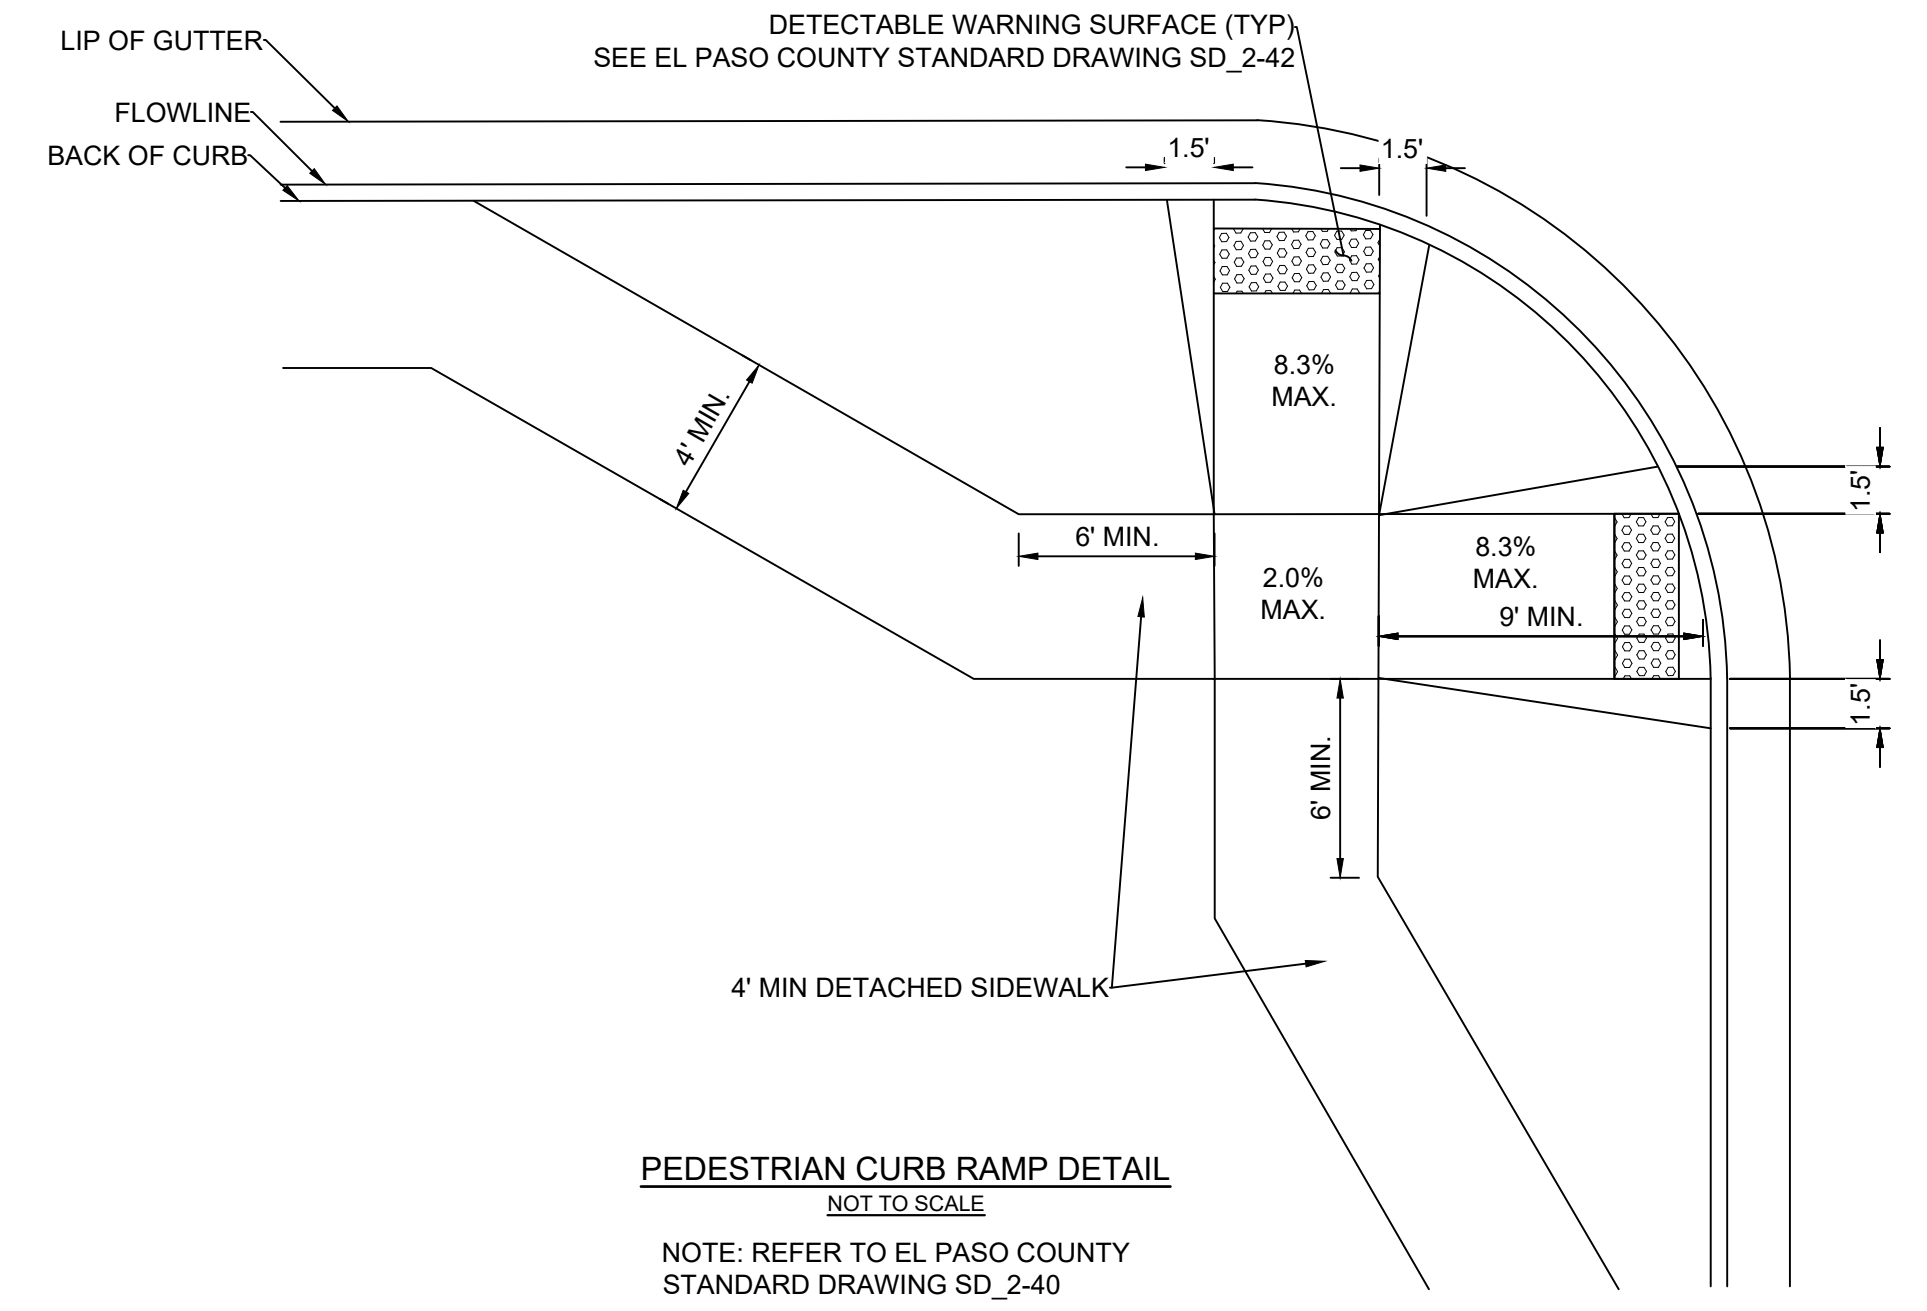 DETECTABLE WARNING SURFACE (TYP)
SEE EL PASO COUNTY STANDARD DRAWING SD_2-42
LIP OF GUTTER
FLOWLINE
BACK OF CURB
1.5'
1.5'
8.3%
MAX.
4' MIN.
1.5'
6' MIN.
2.0%
MAX.
8.3%
MAX.
9' MIN.
1.5'
6' MIN.
4' MIN DETACHED SIDEWALK
PEDESTRIAN CURB RAMP DETAIL
NOT TO SCALE
NOTE: REFER TO EL PASO COUNTY
STANDARD DRAWING SD_2-40